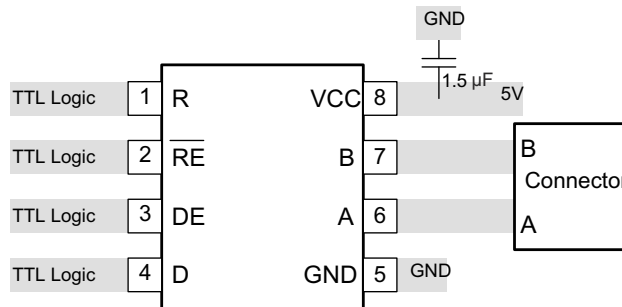 GND
1.5 µF
5V
TTL Logic 1 R VCC 8
TTL Logic 2 RE B 7
TTL Logic 3 DE A 6
TTL Logic 4 D GND 5 GND
B
Connector
A